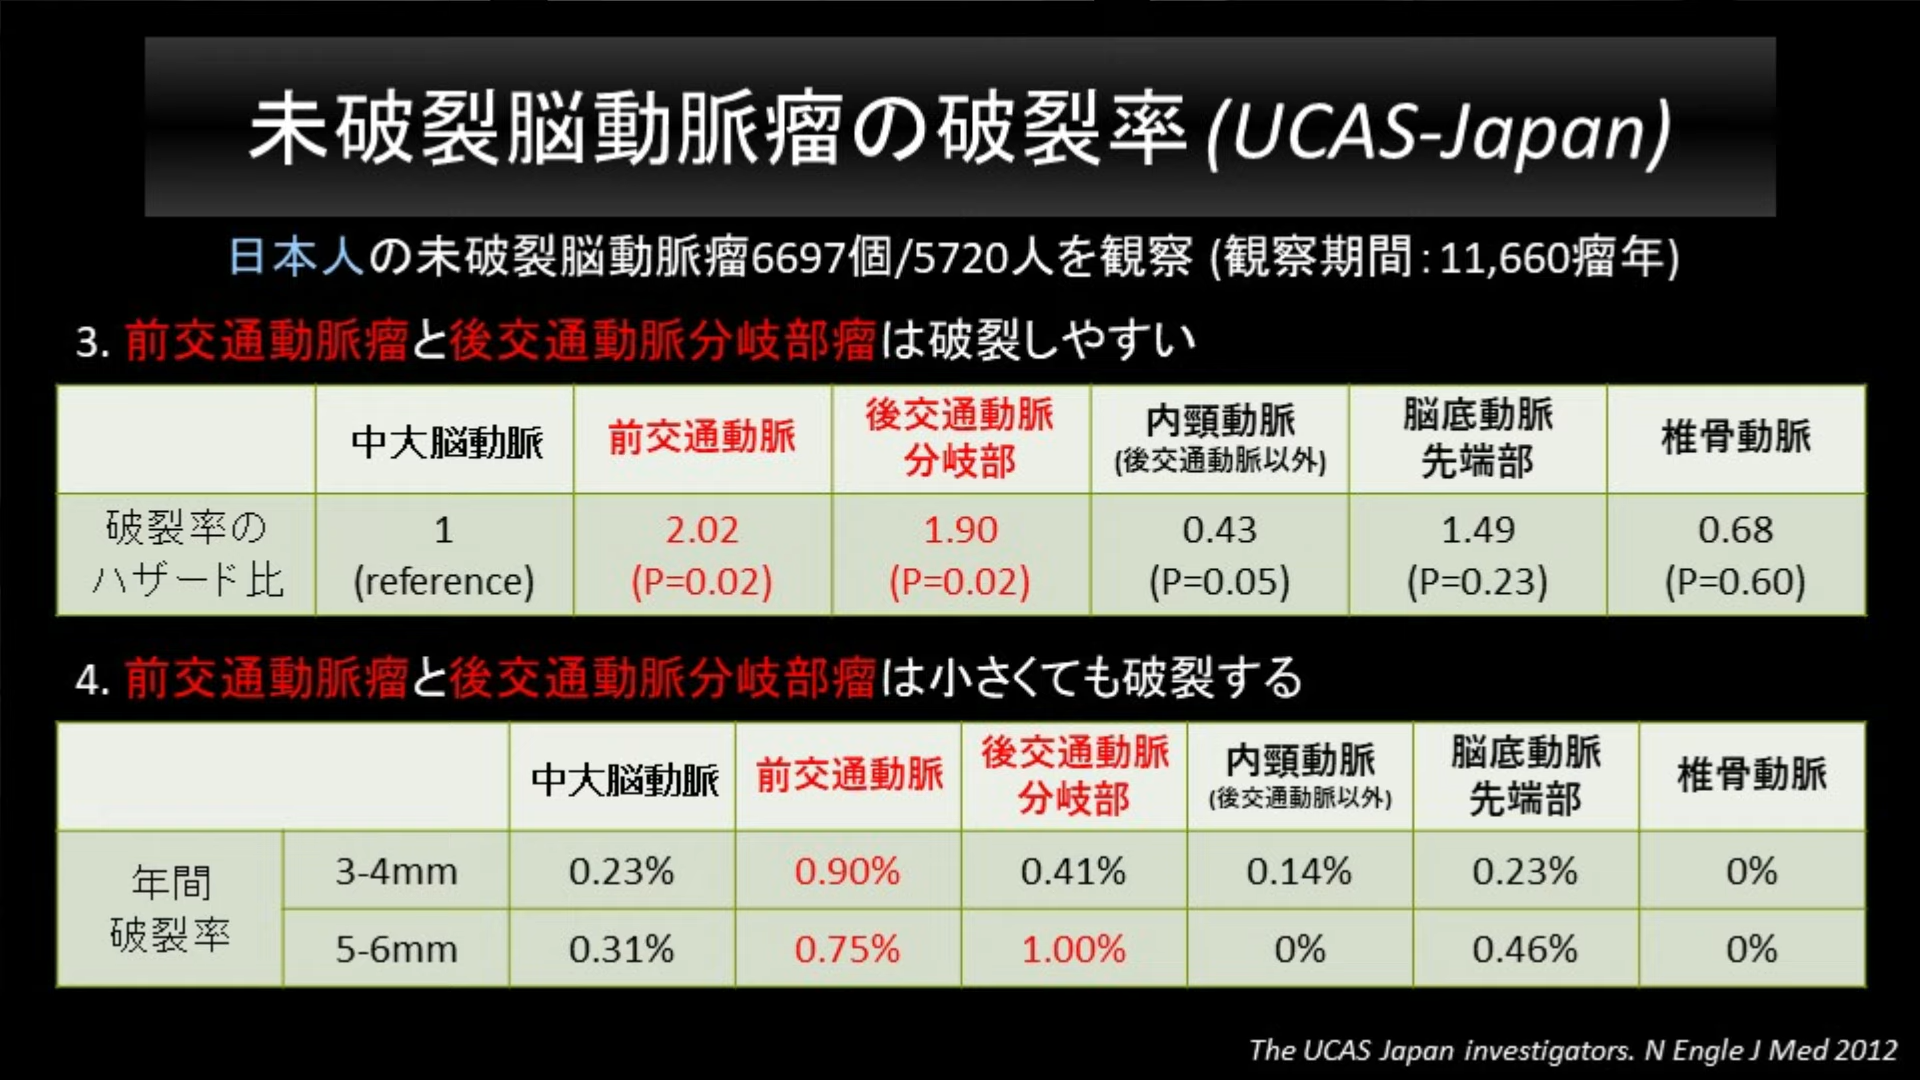 未破裂脳動脈瘤の破裂率(UCAS-Japan)
日本人の未破裂脳動脈瘤6697個/5720人を観察 (観察期間：11,660瘤年)
3. 前交通動脈瘤と後交通動脈分岐部瘤は破裂しやすい
中大脳動脈 前交通動脈 後交通動脈分岐部 内頸動脈(後交通動脈以外) 脳底動脈先端部 椎骨動脈
破裂率のハザード比 1(reference) 2.02(P=0.02) 1.90(P=0.02) 0.43(P=0.05) 1.49(P=0.23) 0.68(P=0.60)
4. 前交通動脈瘤と後交通動脈分岐部瘤は小さくても破裂する
中大脳動脈 前交通動脈 後交通動脈分岐部 内頸動脈(後交通動脈以外) 脳底動脈先端部 椎骨動脈
年間破裂率
3-4mm 0.23% 0.90% 0.41% 0.14% 0.23% 0%
5-6mm 0.31% 0.75% 1.00% 0% 0.46% 0%
The UCAS Japan investigators. N Engle J Med 2012